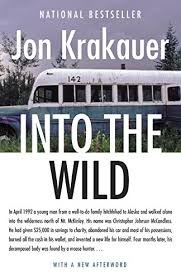 NATIONAL BESTSELLER
Jon Krakauer
142
INTO THE
WILD
In April 1992 a young man from a well-to-do family hitchhiked to Alaska and walked alone
into the wilderness north of Mt. McKinley. His name was Christopher Johnson McCandless.
He had given $25,000 in savings to charity, abandoned his car and most of his possessions,
burned all the cash in his wallet, and invented a new life for himself. Four months later, his
decomposed body was found by a moose hunter. . . .
WITH A NEW AFTERWORD